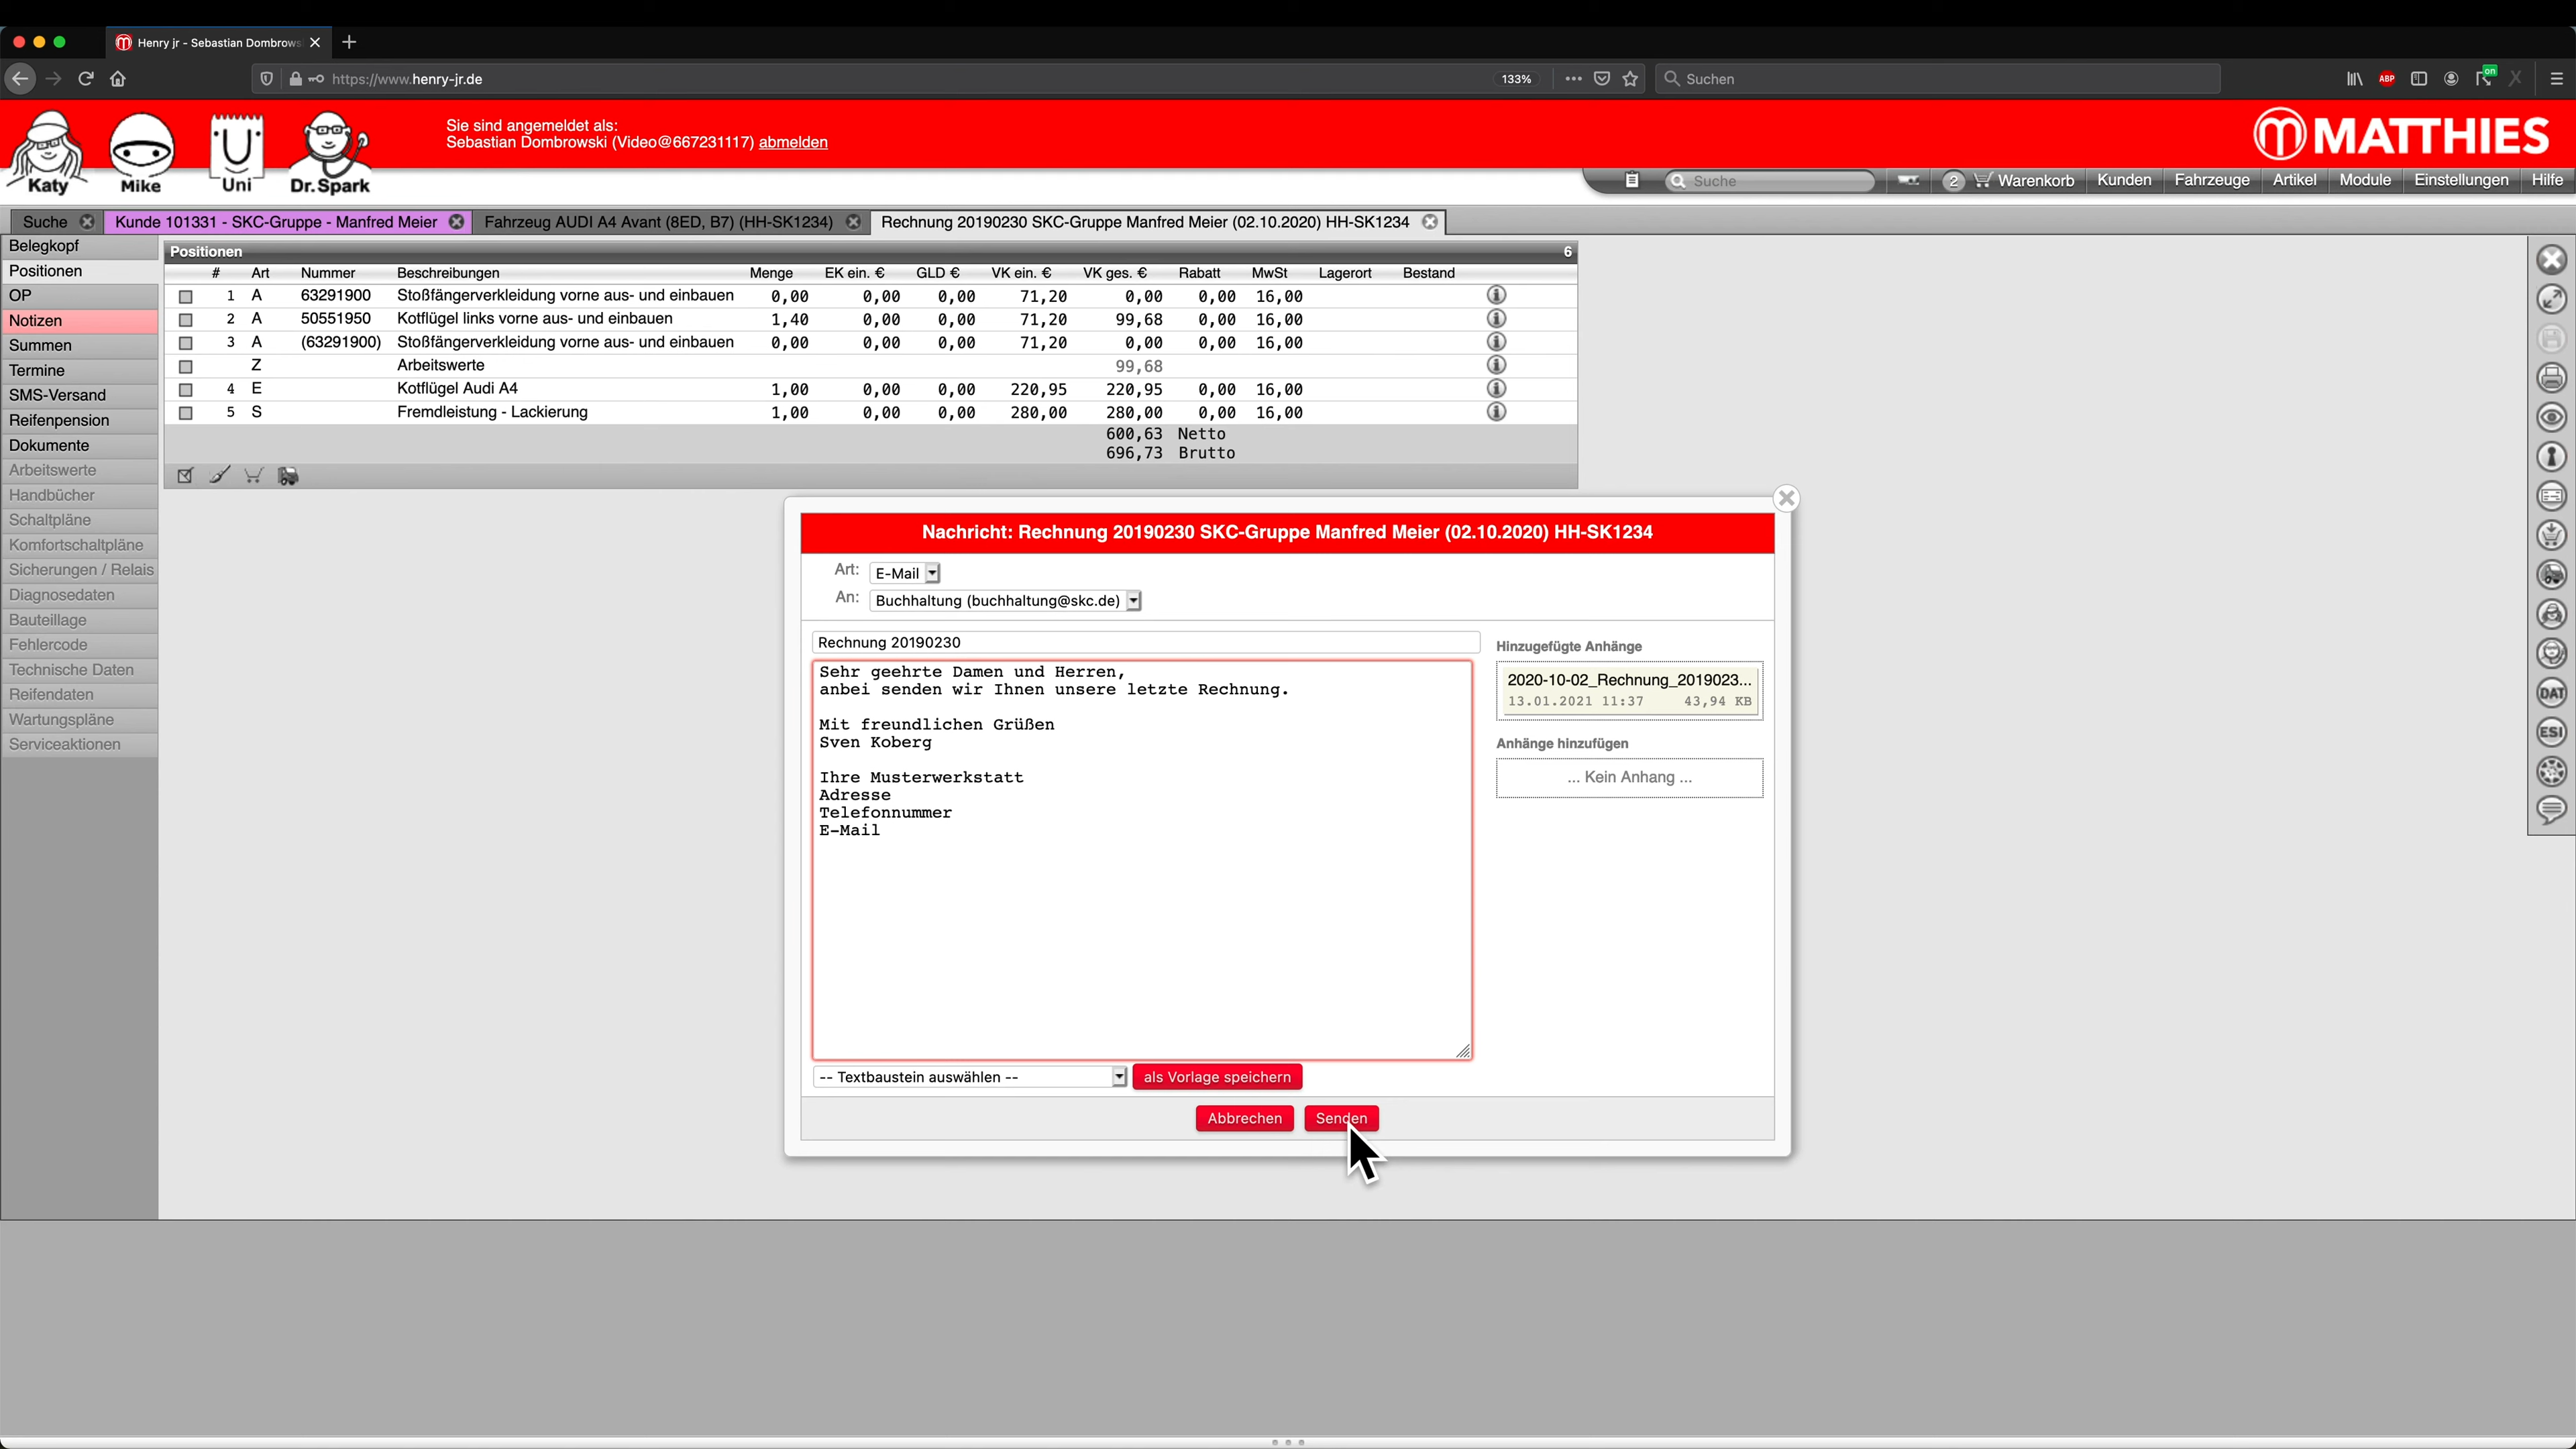 Henry jr - Sebastian Dombrows
https://www.henry-jr.de
133%
Suchen
ABP
on
Katy
Mike
Uni
Dr.Spark
Sie sind angemeldet als:
Sebastian Dombrowski (Video@667231117) abmelden
MATTHIES
Suche
2 Warenkorb Kunden Fahrzeuge Artikel Module Einstellungen Hilfe
Suche Kunde 101331 - SKC-Gruppe - Manfred Meier Fahrzeug AUDI A4 Avant (8ED, B7) (HH-SK1234) Rechnung 20190230 SKC-Gruppe Manfred Meier (02.10.2020) HH-SK1234
Belegkopf
Positionen
OP
Notizen
Summen
Termine
SMS-Versand
Reifenpension
Dokumente
Arbeitswerte
Handbücher
Schaltpläne
Komfortschaltpläne
Sicherungen / Relais
Diagnosedaten
Bauteillage
Fehlercode
Technische Daten
Reifendaten
Wartungspläne
Serviceaktionen
Positionen 6
# Art Nummer Beschreibungen Menge EK ein. € GLD € VK ein. € VK ges. € Rabatt MwSt Lagerort Bestand
1 A 63291900 Stoßfängerverkleidung vorne aus- und einbauen 0,00 0,00 0,00 71,20 0,00 0,00 16,00
2 A 50551950 Kotflügel links vorne aus- und einbauen 1,40 0,00 0,00 71,20 99,68 0,00 16,00
3 A (63291900) Stoßfängerverkleidung vorne aus- und einbauen 0,00 0,00 0,00 71,20 0,00 0,00 16,00
Z Arbeitswerte 99,68
4 E Kotflügel Audi A4 1,00 0,00 0,00 220,95 220,95 0,00 16,00
5 S Fremdleistung - Lackierung 1,00 0,00 0,00 280,00 280,00 0,00 16,00
600,63 Netto
696,73 Brutto
Nachricht: Rechnung 20190230 SKC-Gruppe Manfred Meier (02.10.2020) HH-SK1234
Art: E-Mail
An: Buchhaltung (buchhaltung@skc.de)
Rechnung 20190230
Sehr geehrte Damen und Herren,
anbei senden wir Ihnen unsere letzte Rechnung.
Mit freundlichen Grüßen
Sven Koberg
Ihre Musterwerkstatt
Adresse
Telefonnummer
E-Mail
Hinzugefügte Anhänge
2020-10-02_Rechnung_2019023...
13.01.2021 11:37 43,94 KB
Anhänge hinzufügen
... Kein Anhang ...
-- Textbaustein auswählen -- als Vorlage speichern
Abbrechen Senden
DAT
ESI